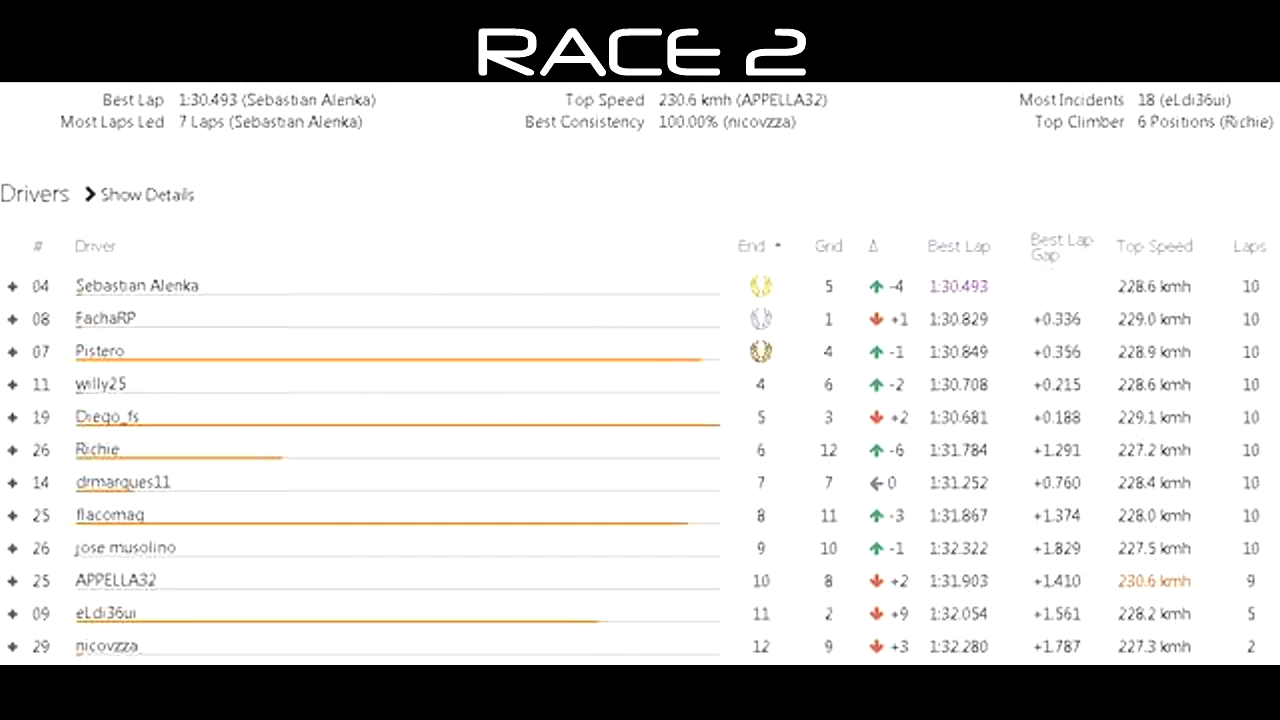 RACE 2
Best Lap 1:30.493 (Sebastian Alenka) Top Speed 230.6 kmh (APPELLA32) Most Incidents 18 (eLdi36ui)
Most Laps Led 7 Laps (Sebastian Alenka) Best Consistency 100.00% (nicovzza) Top Climber 6 Positions (Richie)
Drivers Show Details
# Driver End Grid Δ Best Lap Best Lap Gap Top Speed Laps
04 Sebastian Alenka 5 -4 1:30.493 228.6 kmh 10
08 FachaRP 1 +1 1:30.829 +0.336 229.0 kmh 10
07 Pistero 4 -1 1:30.849 +0.356 228.9 kmh 10
11 willy25 4 6 -2 1:30.708 +0.215 228.6 kmh 10
19 Diego_fs 5 3 +2 1:30.681 +0.188 229.1 kmh 10
26 Richie 6 12 -6 1:31.784 +1.291 227.2 kmh 10
14 drmarques11 7 7 0 1:31.252 +0.760 228.4 kmh 10
25 flacomaq 8 11 -3 1:31.867 +1.374 228.0 kmh 10
26 jose musolino 9 10 -1 1:32.322 +1.829 227.5 kmh 10
25 APPELLA32 10 8 +2 1:31.903 +1.410 230.6 kmh 9
09 eLdi36ui 11 2 +9 1:32.054 +1.561 228.2 kmh 5
29 nicovzza 12 9 +3 1:32.280 +1.787 227.3 kmh 2